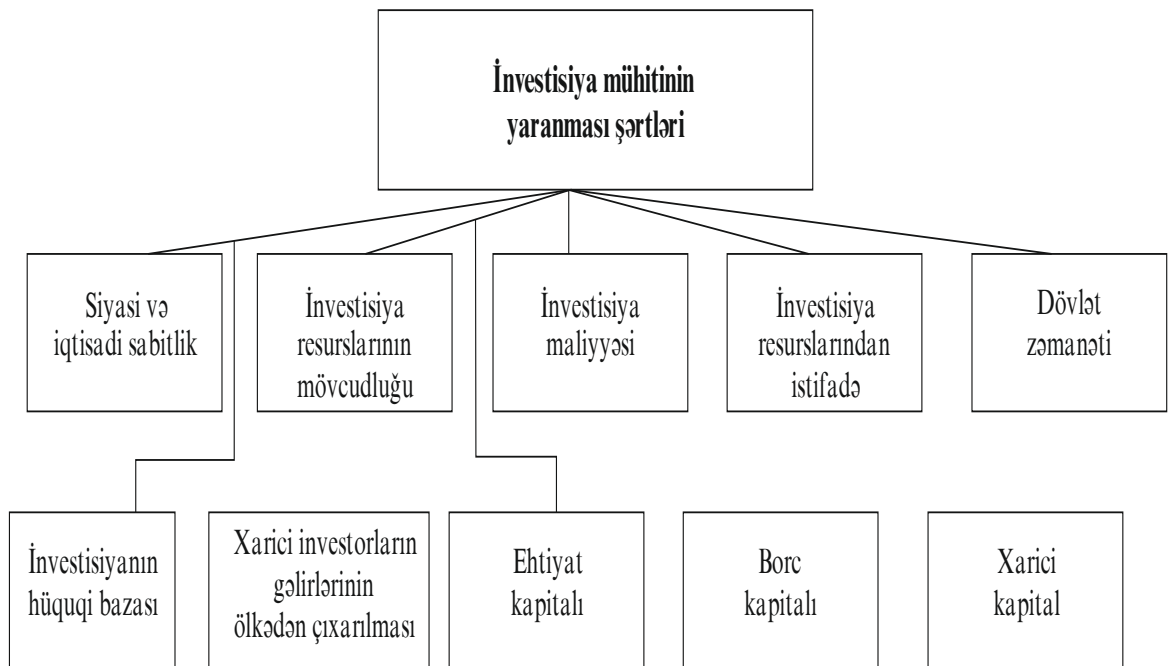 İnvestisiya mühitinin
yaranması şərtləri
Siyasi və
iqtisadi sabitlik
İnvestisiya
resurslarının
mövcudluğu
İnvestisiya
maliyyəsi
İnvestisiya
resurslarından
istifadə
Dövlət
zəmanəti
İnvestisiyanın
hüquqi bazası
Xarici investorların
gəlirlərinin
ölkədən çıxarılması
Ehtiyat
kapitalı
Borc
kapitalı
Xarici
kapital